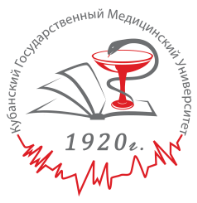 Кубанский Государственный Медицинский Университет
1920г.